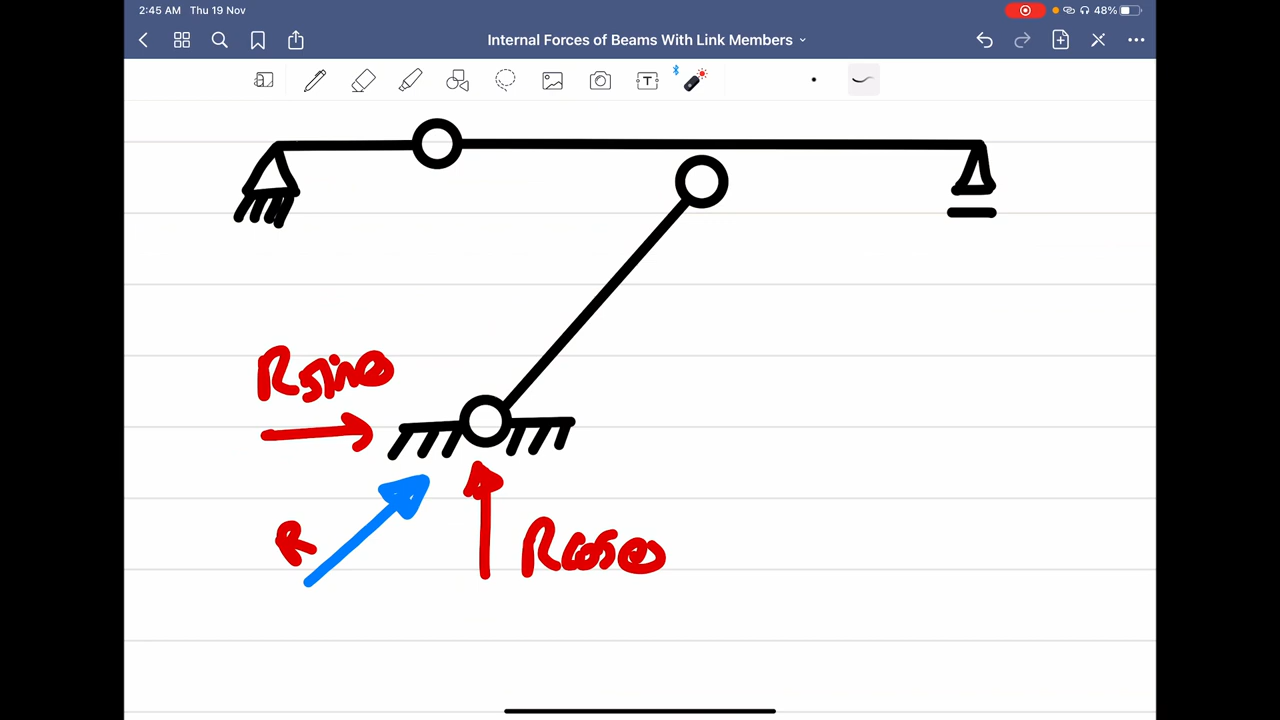 2:45 AM Thu 19 Nov
48%
Internal Forces of Beams With Link Members
T
Rsinθ
R
Rcosθ